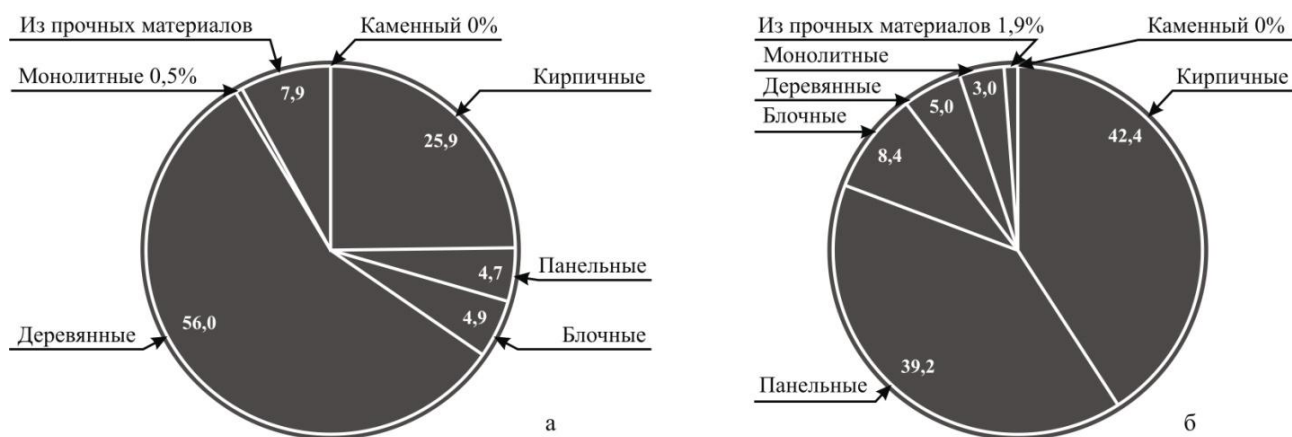 Из прочных материалов
Каменный 0%
Монолитные 0,5%
Кирпичные
7,9
25,9
4,7
Панельные
4,9
Блочные
Деревянные
56,0
а
Из прочных материалов 1,9%
Каменный 0%
Монолитные
Деревянные
Кирпичные
Блочные
3,0
5,0
8,4
42,4
39,2
Панельные
б